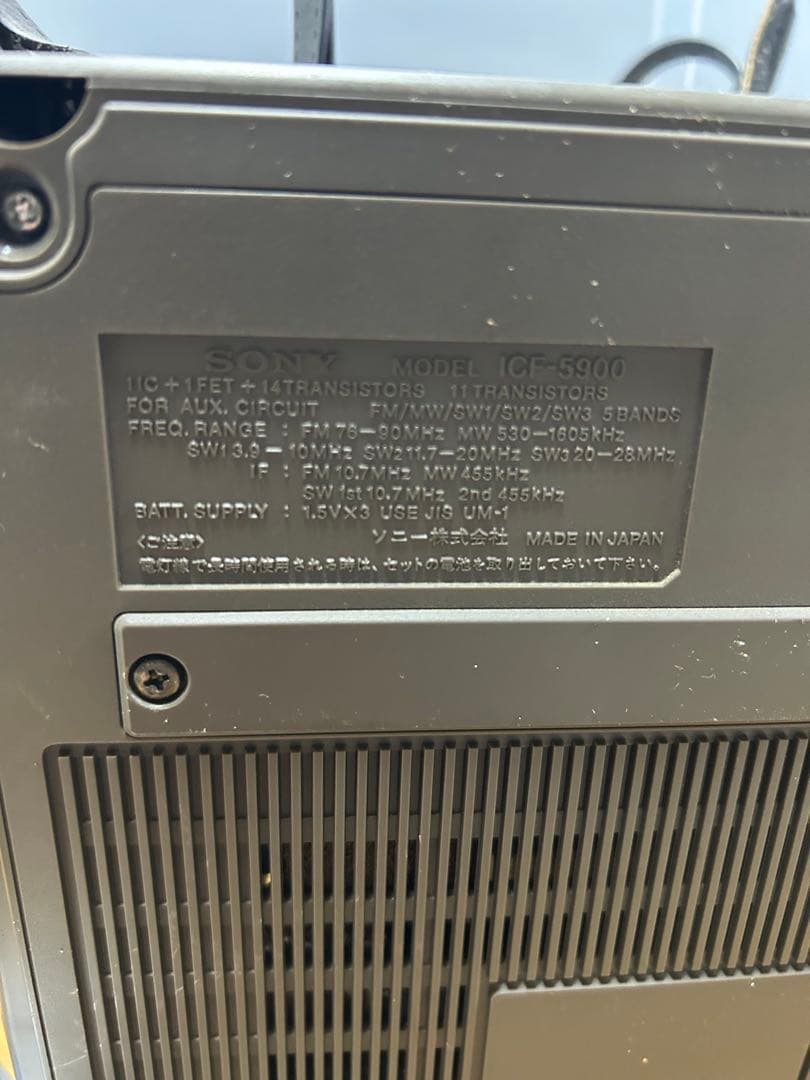 SONY MODEL ICF-5900
1IC+1FET+14TRANSISTORS 11TRANSISTORS
FOR AUX. CIRCUIT FM/MW/SW1/SW2/SW3 5BANDS
FREQ. RANGE : FM 76-90MHz MW 530-1605kHz
SW1 3.9-10MHz SW2 11.7-20MHz SW3 20-28MHz
IF : FM 10.7MHz MW 455kHz
SW 1st 10.7MHz 2nd 455kHz
BATT. SUPPLY : 1.5V×3 USE JIS UM-1
<ご注意> ソニー株式会社 MADE IN JAPAN
電灯線で長時間使用される時は、セットの電池を取り出しておいて下さい。